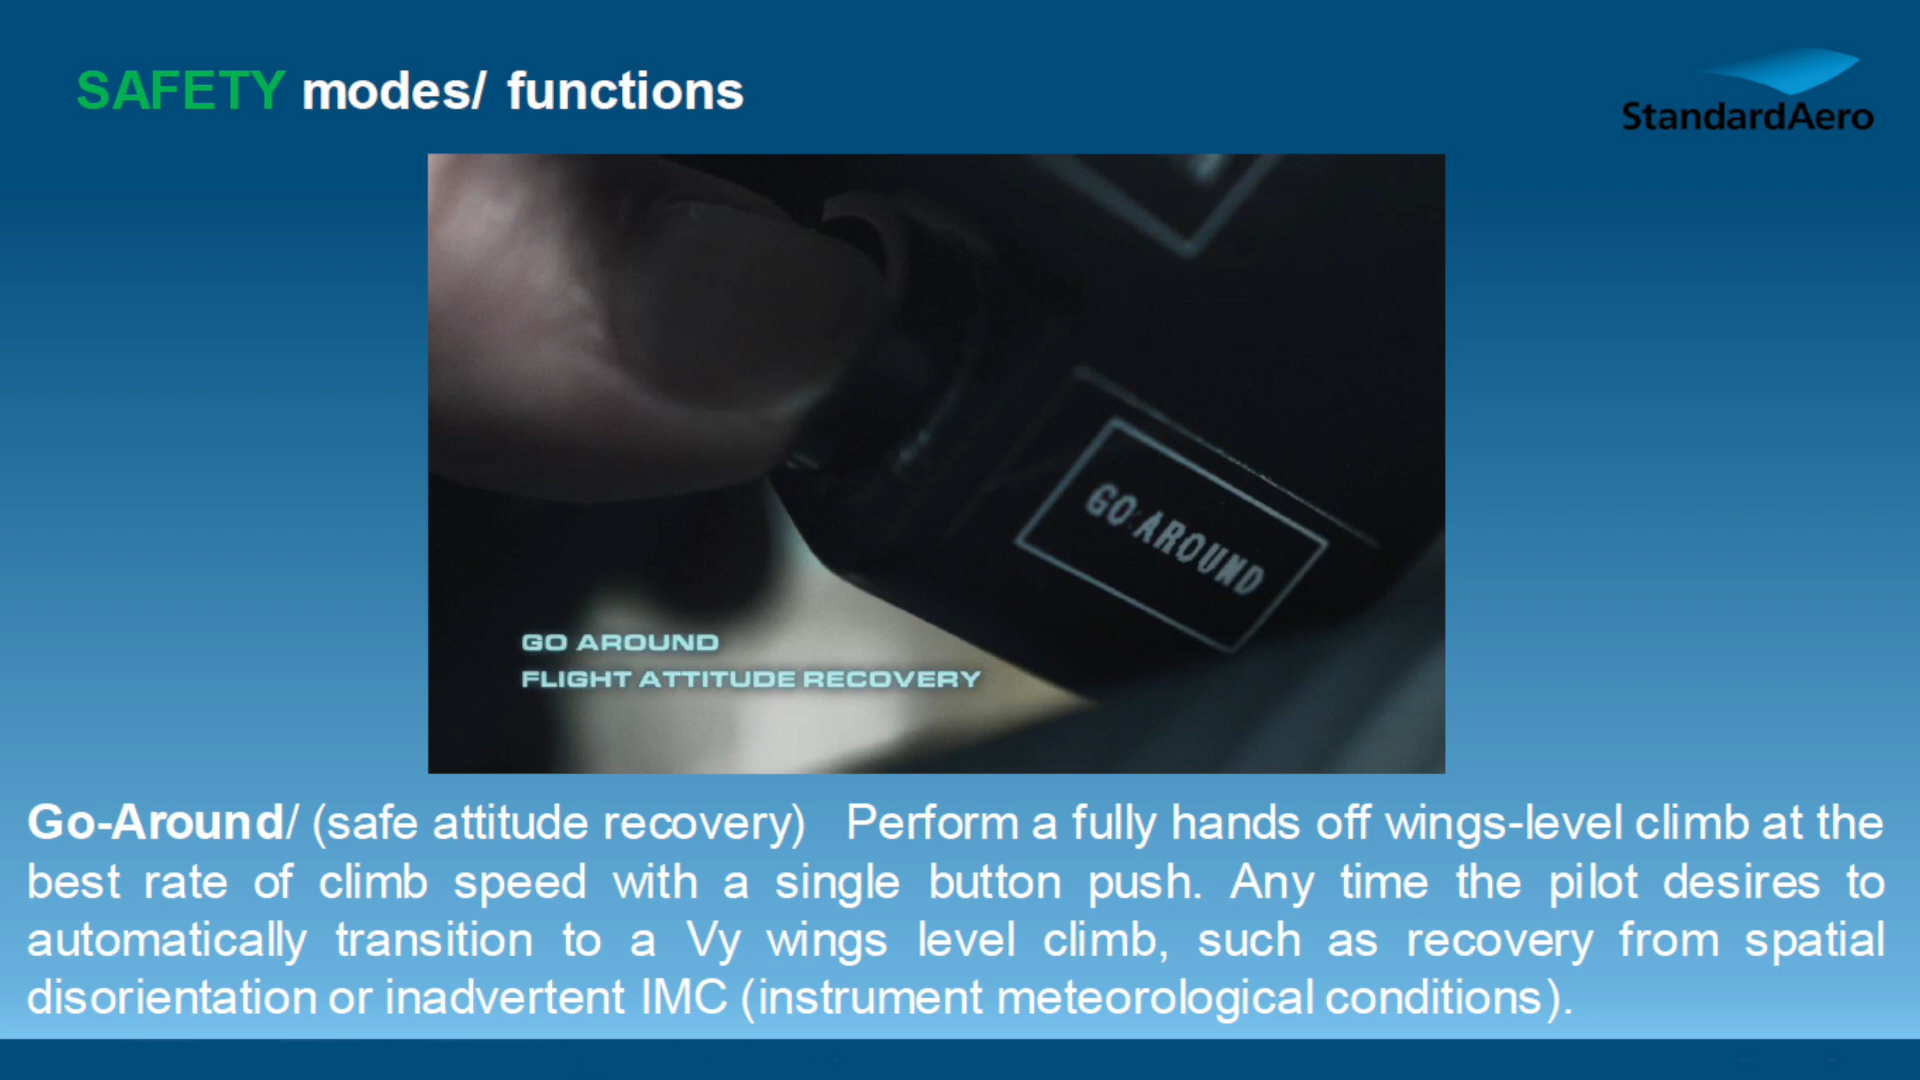 SAFETY modes/ functions
StandardAero
GO AROUND
GO AROUND
FLIGHT ATTITUDE RECOVERY
Go-Around/ (safe attitude recovery) Perform a fully hands off wings-level climb at the
best rate of climb speed with a single button push. Any time the pilot desires to
automatically transition to a Vy wings level climb, such as recovery from spatial
disorientation or inadvertent IMC (instrument meteorological conditions).